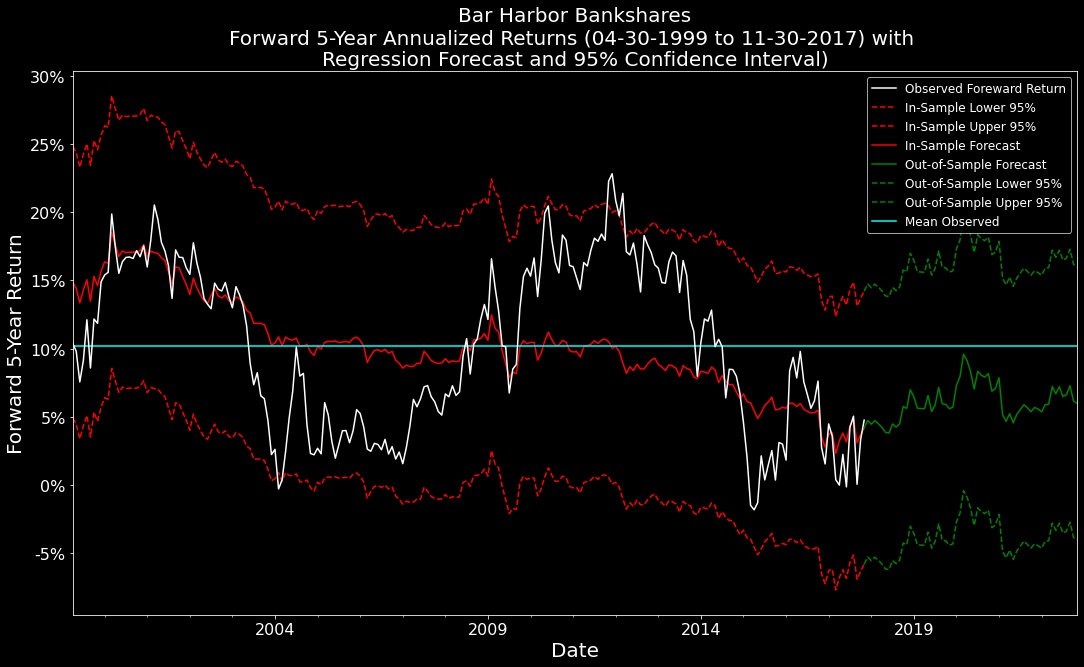 Bar Harbor Bankshares
Forward 5-Year Annualized Returns (04-30-1999 to 11-30-2017) with
Regression Forecast and 95% Confidence Interval)
30%
25%
20%
15%
10%
5%
0%
-5%
Forward 5-Year Return
Observed Foreward Return
In-Sample Lower 95%
In-Sample Upper 95%
In-Sample Forecast
Out-of-Sample Forecast
Out-of-Sample Lower 95%
Out-of-Sample Upper 95%
Mean Observed
2004
2009
2014
2019
Date